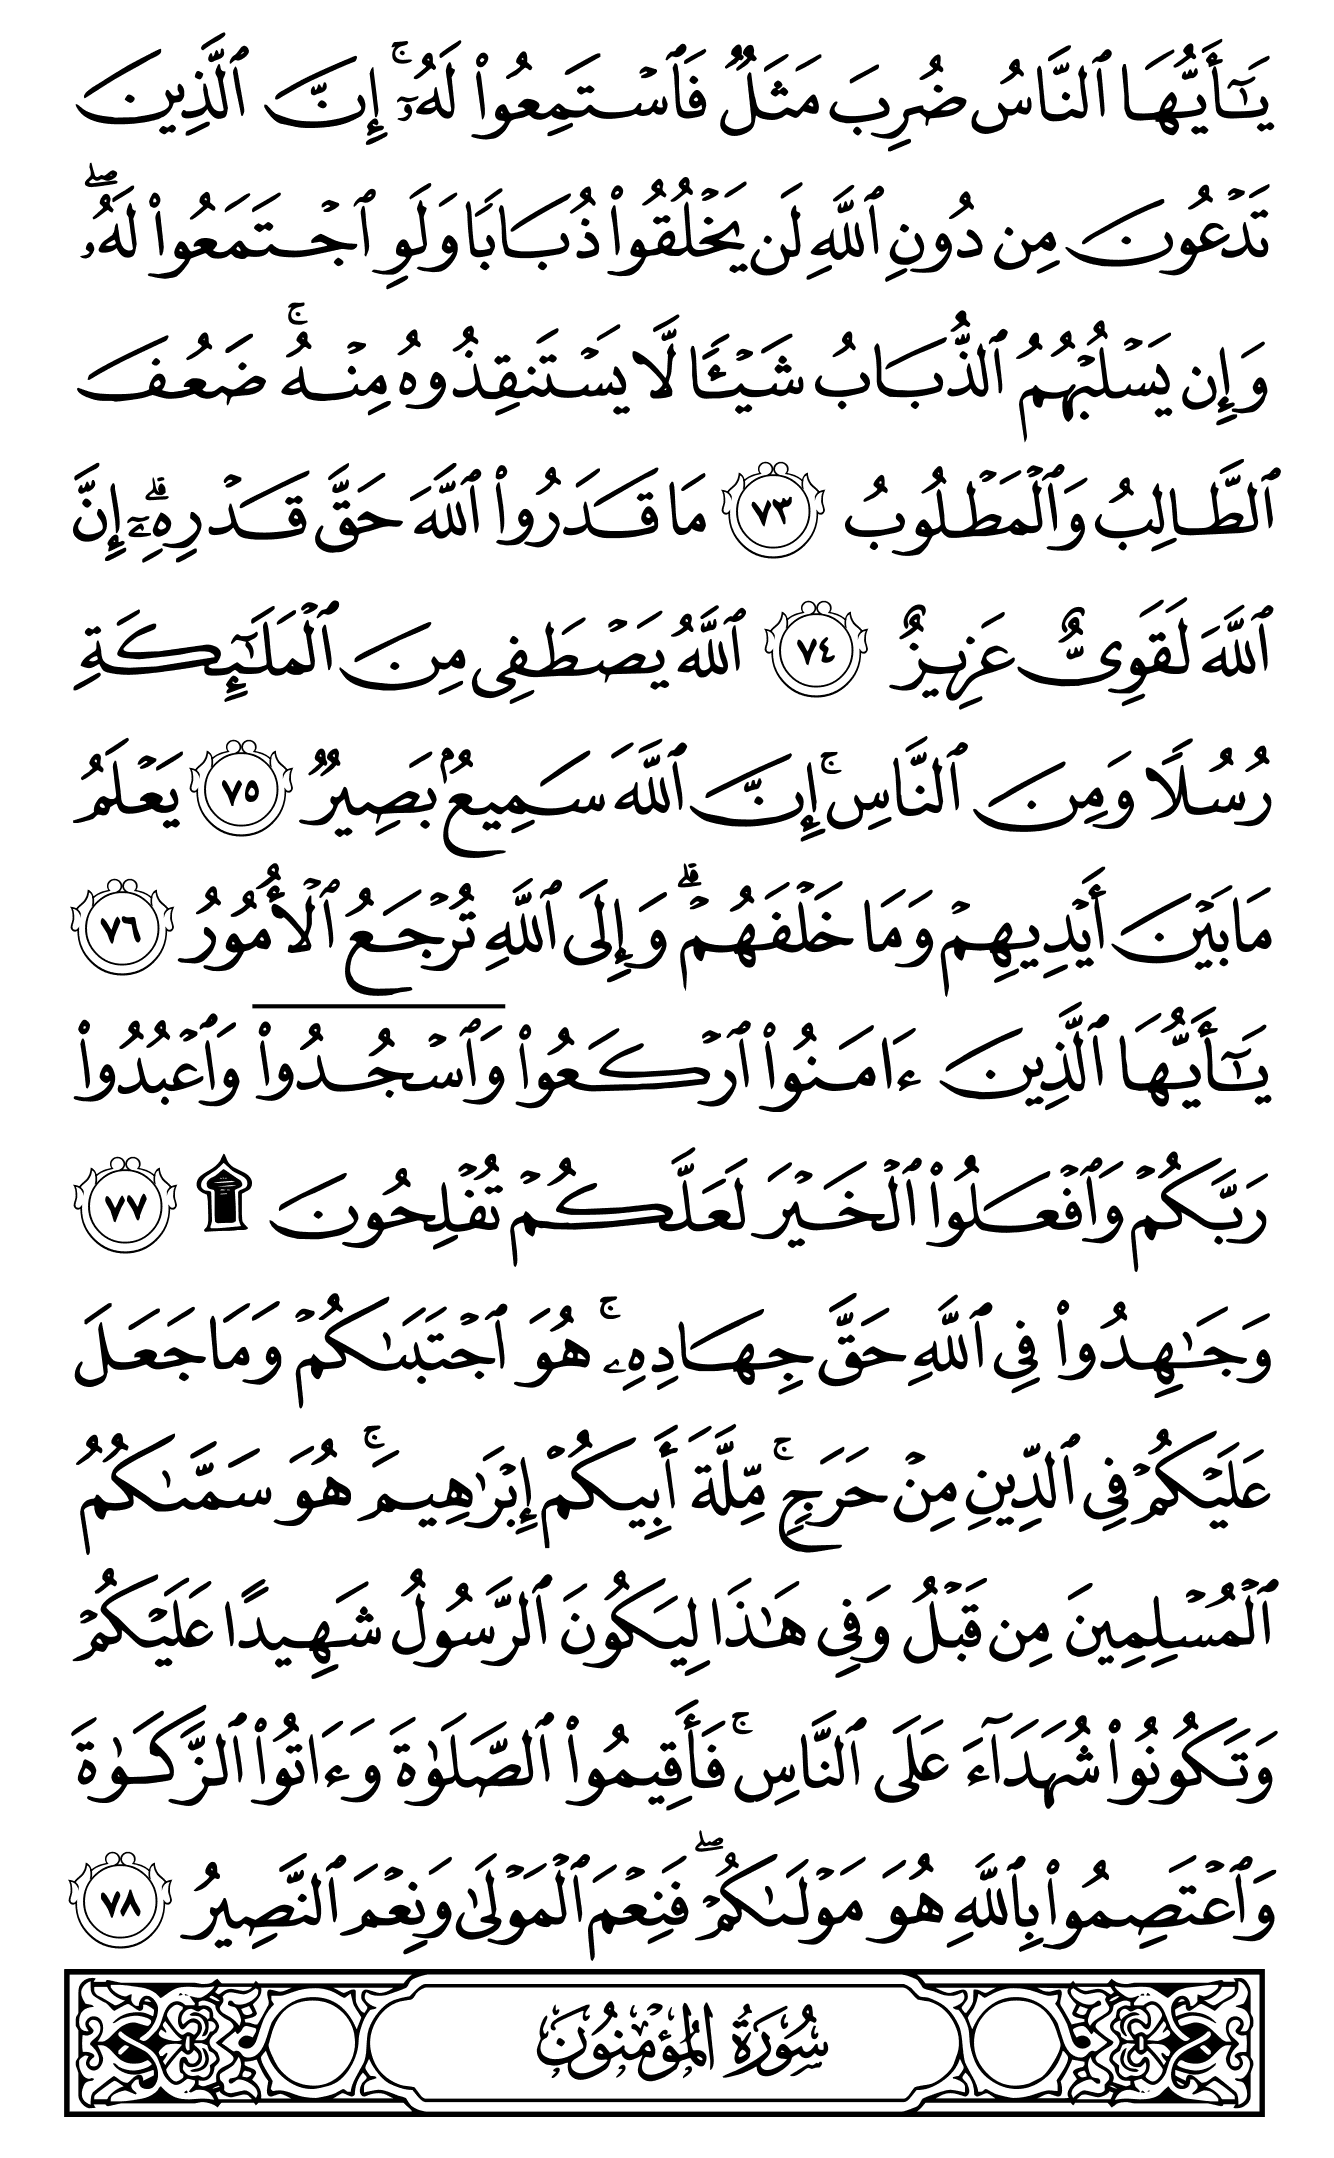 يَـٰٓأَيُّهَا ٱلنَّاسُ ضُرِبَ مَثَلٌ فَٱسْتَمِعُوا۟ لَهُۥٓ ۚ إِنَّ ٱلَّذِينَ
تَدْعُونَ مِن دُونِ ٱللَّهِ لَن يَخْلُقُوا۟ ذُبَابًا وَلَوِ ٱجْتَمَعُوا۟ لَهُۥ ۖ
وَإِن يَسْلُبْهُمُ ٱلذُّبَابُ شَيْـًٔا لَّا يَسْتَنقِذُوهُ مِنْهُ ۚ ضَعُفَ
ٱلطَّالِبُ وَٱلْمَطْلُوبُ ٧٣ مَا قَدَرُوا۟ ٱللَّهَ حَقَّ قَدْرِهِۦٓ ۗ إِنَّ
ٱللَّهَ لَقَوِىٌّ عَزِيزٌ ٧٤ ٱللَّهُ يَصْطَفِى مِنَ ٱلْمَلَـٰٓئِكَةِ
رُسُلًا وَمِنَ ٱلنَّاسِ ۚ إِنَّ ٱللَّهَ سَمِيعٌۢ بَصِيرٌ ٧٥ يَعْلَمُ
مَا بَيْنَ أَيْدِيهِمْ وَمَا خَلْفَهُمْ ۗ وَإِلَى ٱللَّهِ تُرْجَعُ ٱلْأُمُورُ ٧٦
يَـٰٓأَيُّهَا ٱلَّذِينَ ءَامَنُوا۟ ٱرْكَعُوا۟ وَٱسْجُدُوا۟ وَٱعْبُدُوا۟
رَبَّكُمْ وَٱفْعَلُوا۟ ٱلْخَيْرَ لَعَلَّكُمْ تُفْلِحُونَ ۩ ٧٧
وَجَـٰهِدُوا۟ فِى ٱللَّهِ حَقَّ جِهَادِهِۦ ۚ هُوَ ٱجْتَبَىٰكُمْ وَمَا جَعَلَ
عَلَيْكُمْ فِى ٱلدِّينِ مِنْ حَرَجٍ ۚ مِّلَّةَ أَبِيكُمْ إِبْرَٰهِيمَ ۚ هُوَ سَمَّىٰكُمُ
ٱلْمُسْلِمِينَ مِن قَبْلُ وَفِى هَـٰذَا لِيَكُونَ ٱلرَّسُولُ شَهِيدًا عَلَيْكُمْ
وَتَكُونُوا۟ شُهَدَآءَ عَلَى ٱلنَّاسِ ۚ فَأَقِيمُوا۟ ٱلصَّلَوٰةَ وَءَاتُوا۟ ٱلزَّكَوٰةَ
وَٱعْتَصِمُوا۟ بِٱللَّهِ هُوَ مَوْلَىٰكُمْ ۖ فَنِعْمَ ٱلْمَوْلَىٰ وَنِعْمَ ٱلنَّصِيرُ ٧٨
سُورَةُ الْمُؤْمِنُونَ